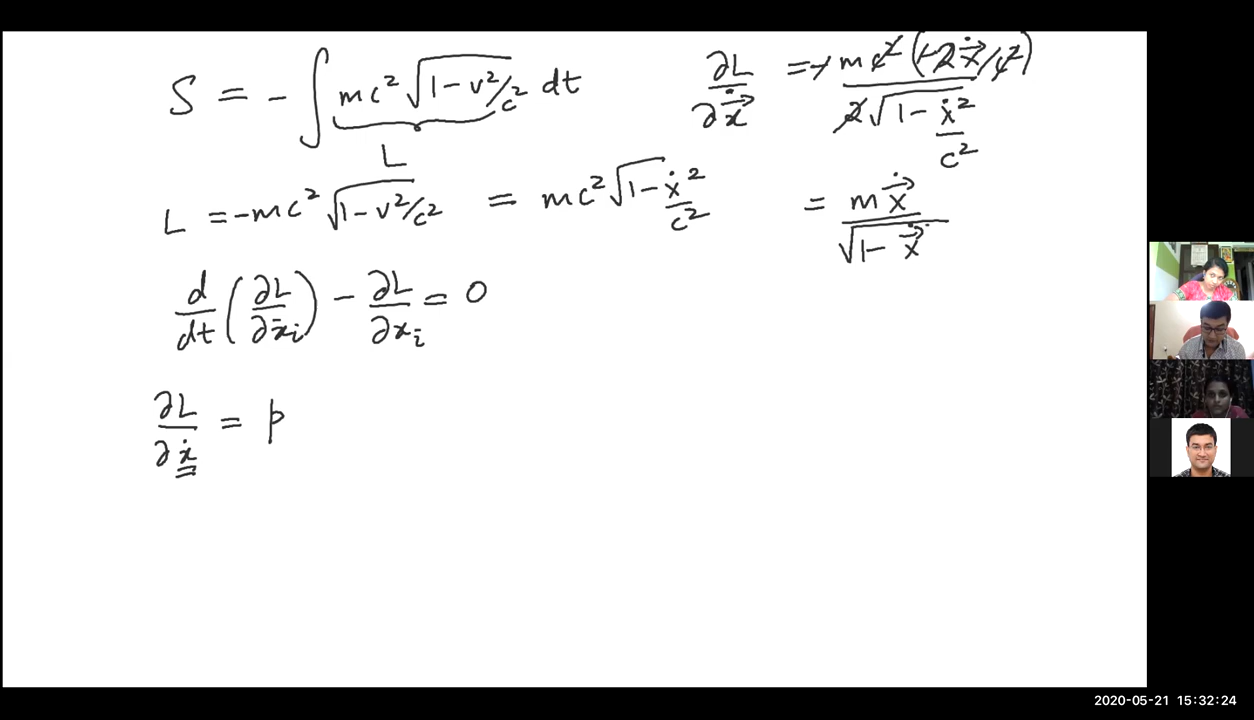 S = - ∫ mc² √(1 - v²/c²) dt
L
L = -mc² √(1 - v²/c²) = mc² √(1 - ẋ²/c²)
d/dt (∂L/∂ẋᵢ) - ∂L/∂xᵢ = 0
∂L/∂ẋ = p
∂L/∂ẋ⃗ = - mc² (-2ẋ⃗/c²) / 2√(1 - ẋ²/c²)
= mẋ⃗ / √(1 - ẋ⃗
2020-05-21 15:32:24